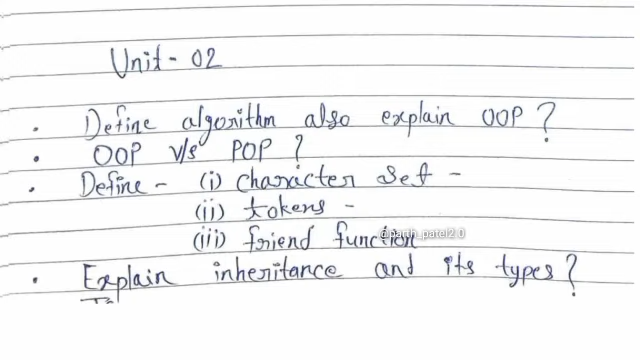 Unit - 02
• Define algorithm also explain OOP ?
• OOP v/s POP ?
• Define - (i) character set -
(ii) tokens -
(iii) friend function
@parth_patel2.0
• Explain inheritance and its types ?